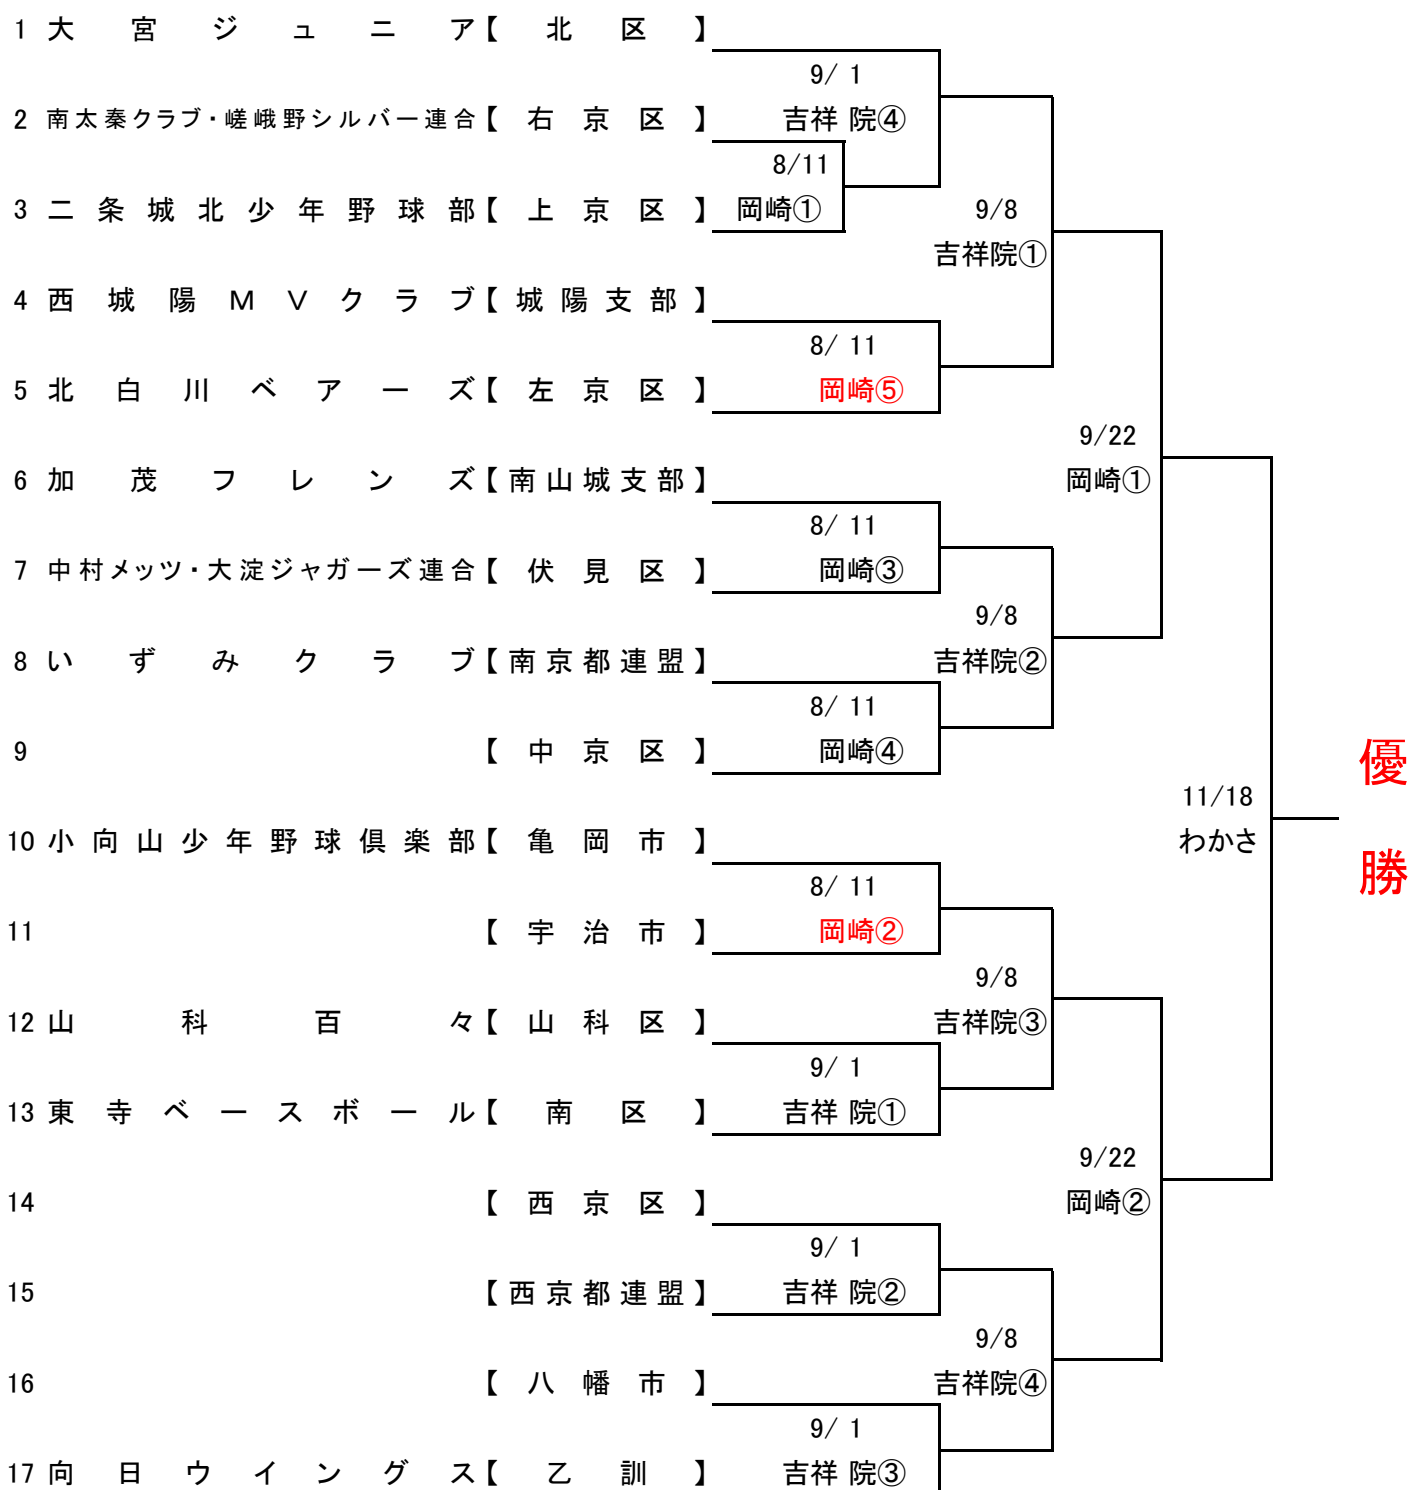 1 大宮ジュニア【北区】
9/ 1
2 南太秦クラブ・嵯峨野シルバー連合【右京区】 吉祥 院④
8/11
3 二条城北少年野球部【上京区】 岡崎① 9/8
吉祥院①
4 西城陽MVクラブ【城陽支部】
8/ 11
5 北白川ベアーズ【左京区】 岡崎⑤
9/22
6 加茂フレンズ【南山城支部】 岡崎①
8/ 11
7 中村メッツ・大淀ジャガーズ連合【伏見区】 岡崎③
9/8
8 いずみクラブ【南京都連盟】 吉祥院②
8/ 11
9 【中京区】 岡崎④
優勝
11/18
10 小向山少年野球倶楽部【亀岡市】 わかさ
8/ 11
11 【宇治市】 岡崎②
9/8
12 山科百々【山科区】 吉祥院③
9/ 1
13 東寺ベースボール【南区】 吉祥 院①
9/22
14 【西京区】 岡崎②
9/ 1
15 【西京都連盟】 吉祥 院②
9/8
16 【八幡市】 吉祥院④
9/ 1
17 向日ウイングス【乙訓】 吉祥 院③